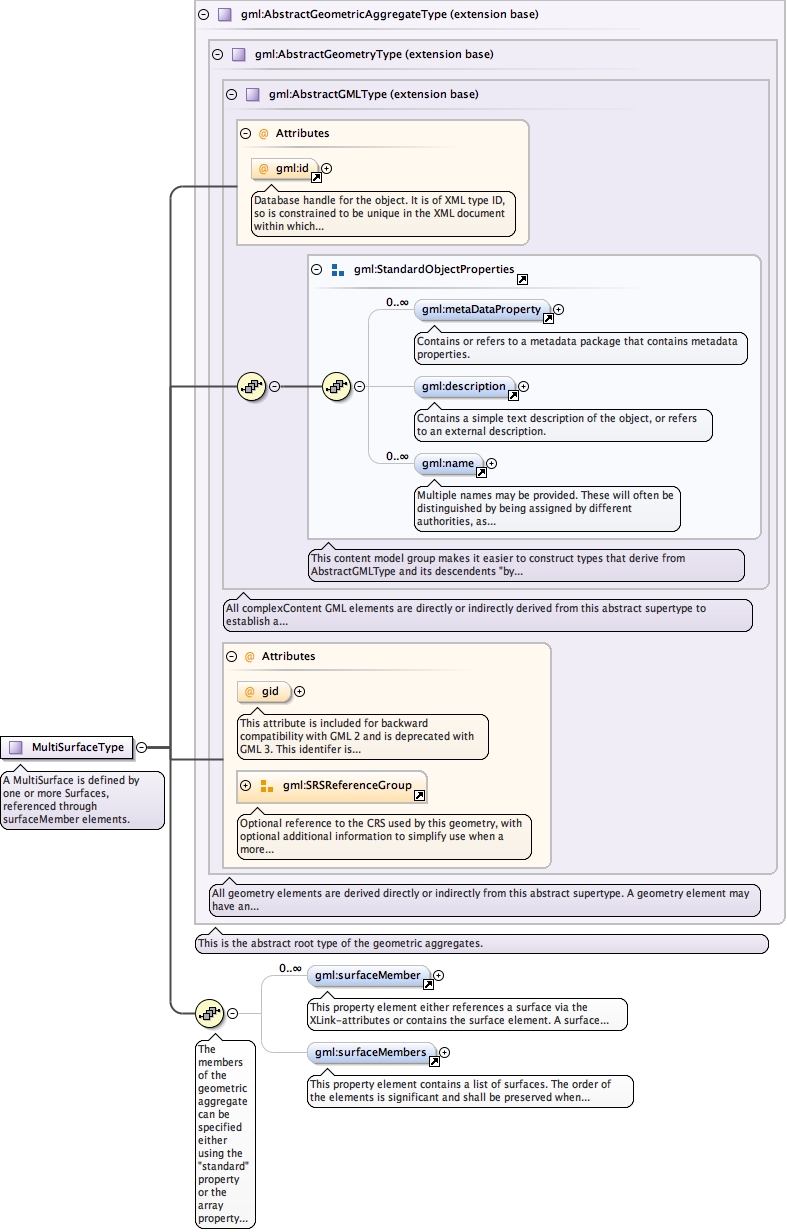 gml:AbstractGeometricAggregateType (extension base)
gml:AbstractGeometryType (extension base)
gml:AbstractGMLType (extension base)
@ Attributes
@ gml:id
Database handle for the object. It is of XML type ID,
so is constrained to be unique in the XML document
within which...
gml:StandardObjectProperties
0..∞
gml:metaDataProperty
Contains or refers to a metadata package that contains metadata
properties.
gml:description
Contains a simple text description of the object, or refers
to an external description.
0..∞
gml:name
Multiple names may be provided. These will often be
distinguished by being assigned by different
authorities, as...
This content model group makes it easier to construct types that derive from
AbstractGMLType and its descendents "by...
All complexContent GML elements are directly or indirectly derived from this abstract supertype to
establish a...
@ Attributes
@ gid
This attribute is included for backward
compatibility with GML 2 and is deprecated with
GML 3. This identifer is...
MultiSurfaceType
A MultiSurface is defined by
one or more Surfaces,
referenced through
surfaceMember elements.
gml:SRSReferenceGroup
Optional reference to the CRS used by this geometry, with
optional additional information to simplify use when a
more...
All geometry elements are derived directly or indirectly from this abstract supertype. A geometry element may
have an...
This is the abstract root type of the geometric aggregates.
0..∞
gml:surfaceMember
This property element either references a surface via the
XLink-attributes or contains the surface element. A surface...
gml:surfaceMembers
This property element contains a list of surfaces. The order of
the elements is significant and shall be preserved when...
The
members
of the
geometric
aggregate
can be
specified
either
using the
"standard"
property
or the
array
property...